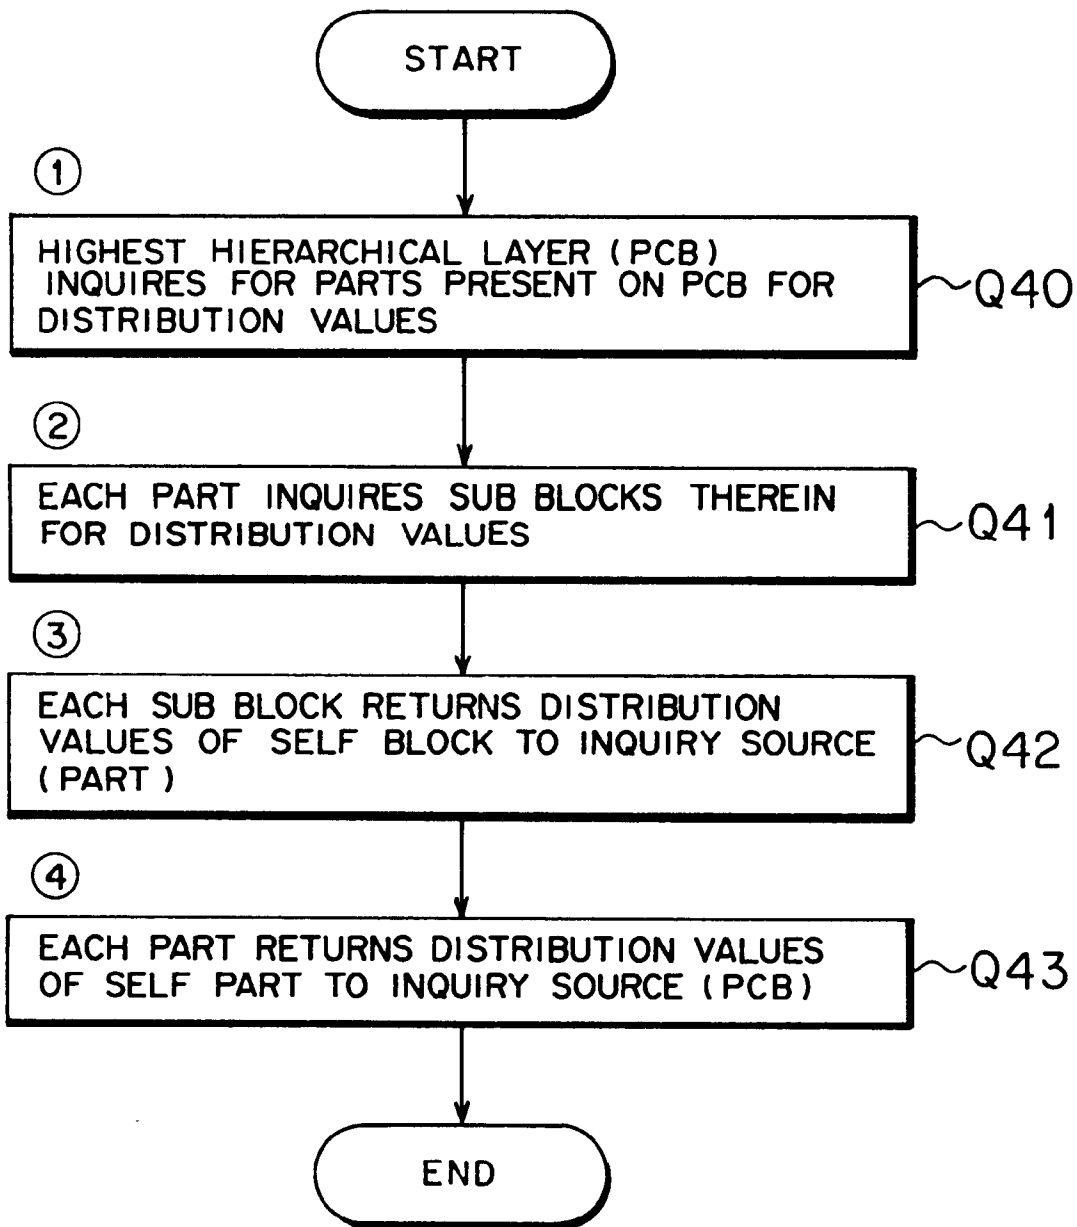 START
①
HIGHEST HIERARCHICAL LAYER (PCB)
INQUIRES FOR PARTS PRESENT ON PCB FOR
DISTRIBUTION VALUES
Q40
②
EACH PART INQUIRES SUB BLOCKS THEREIN
FOR DISTRIBUTION VALUES
Q41
③
EACH SUB BLOCK RETURNS DISTRIBUTION
VALUES OF SELF BLOCK TO INQUIRY SOURCE
(PART)
Q42
④
EACH PART RETURNS DISTRIBUTION VALUES
OF SELF PART TO INQUIRY SOURCE (PCB)
Q43
END